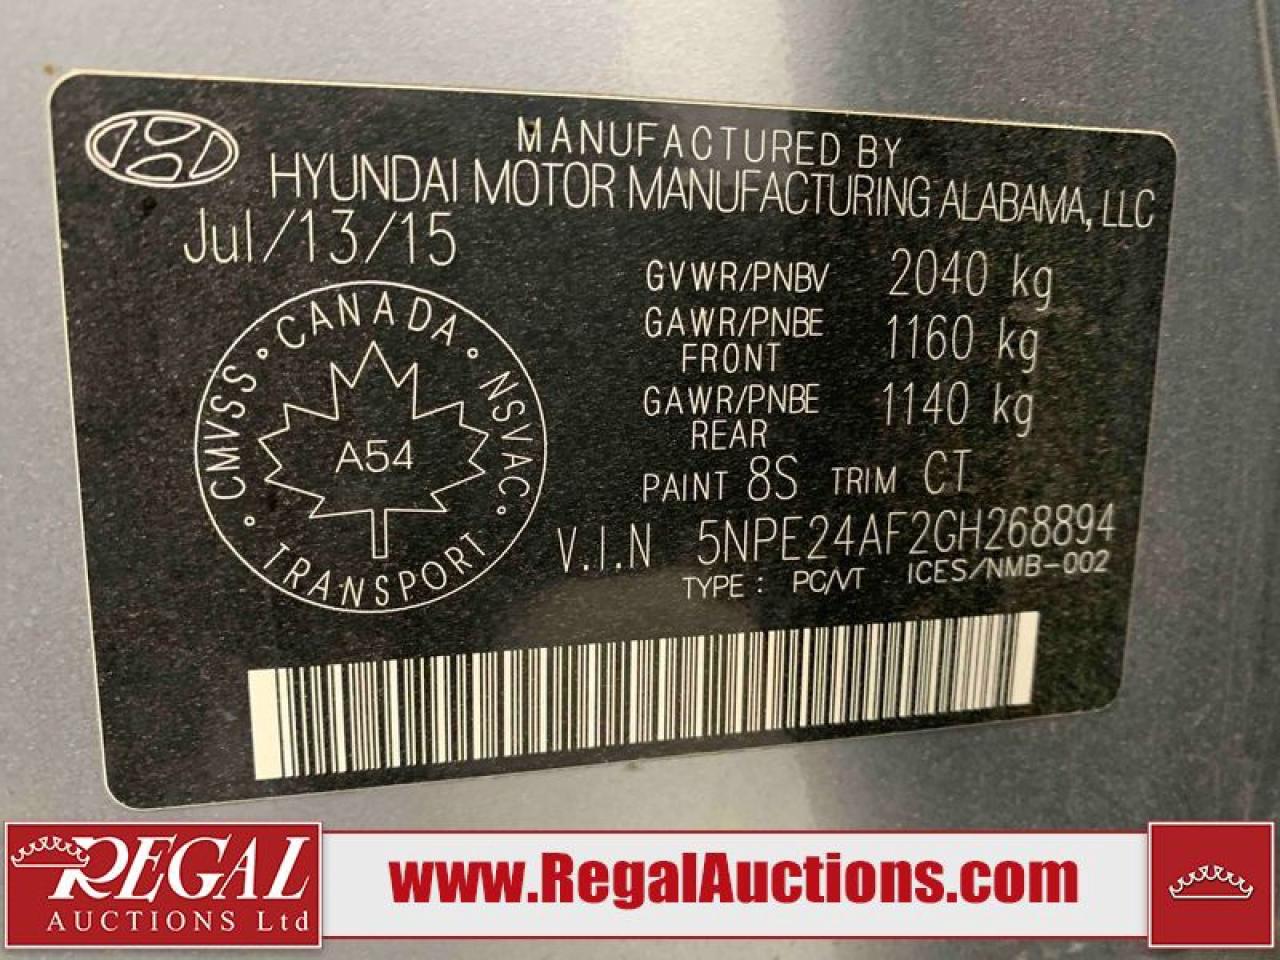 MANUFACTURED BY
HYUNDAI MOTOR MANUFACTURING ALABAMA, LLC
Jul/13/15
GVWR/PNBV 2040 kg
GAWR/PNBE FRONT 1160 kg
GAWR/PNBE REAR 1140 kg
PAINT 8S TRIM CT
V.I.N 5NPE24AF2GH268894
TYPE: PC/VT ICES/NMB-002
CANADA
CMVSS · NSVAC
A54
TRANSPORT
REGAL
AUCTIONS Ltd
www.RegalAuctions.com